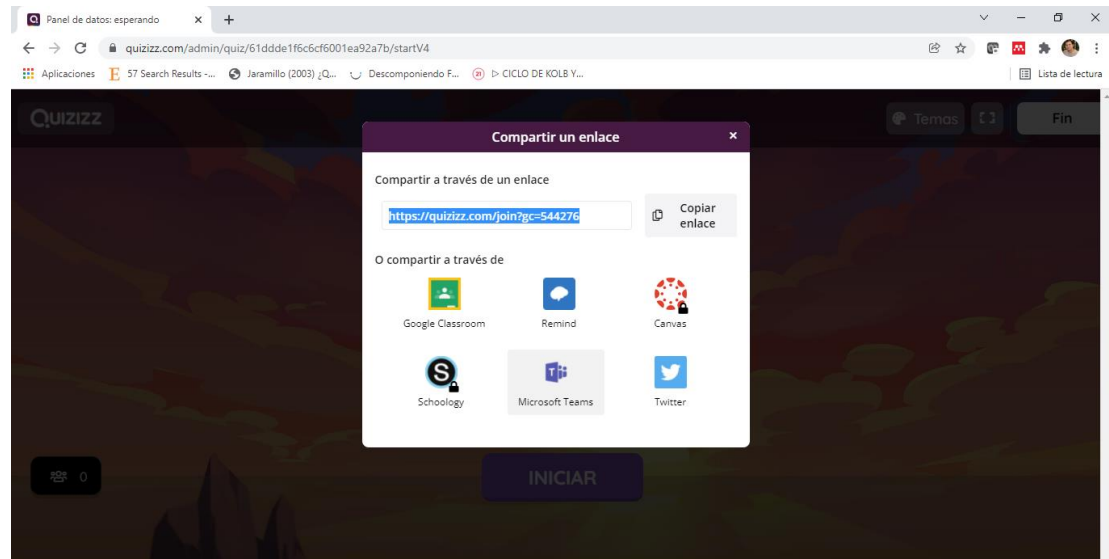 Panel de datos: esperando
quizizz.com/admin/quiz/61ddde1f6c6cf6001ea92a7b/startV4
Aplicaciones 57 Search Results -... Jaramillo (2003) ¿Q... Descomponiendo F... ▷ CICLO DE KOLB Y... Lista de lectura
QUIZIZZ Temas Fin
Compartir un enlace
Compartir a través de un enlace
https://quizizz.com/join?gc=544276
Copiar
enlace
O compartir a través de
Google Classroom Remind Canvas
Schoology Microsoft Teams Twitter
0
INICIAR